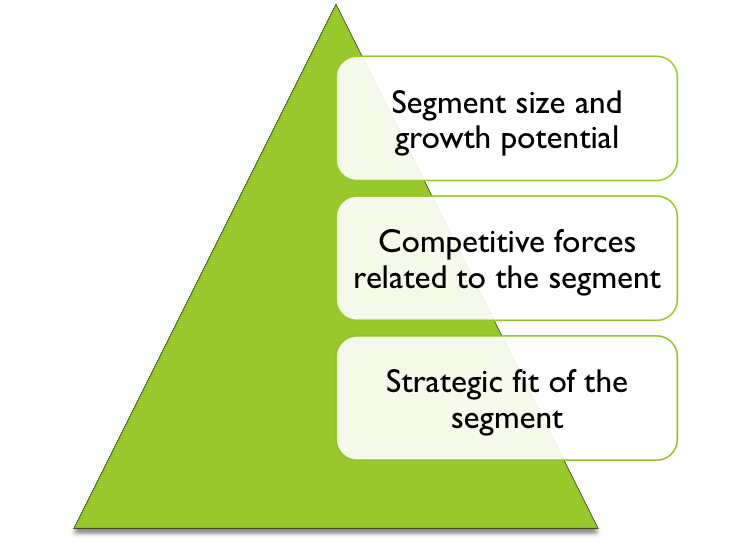 Segment size and
growth potential
Competitive forces
related to the segment
Strategic fit of the
segment